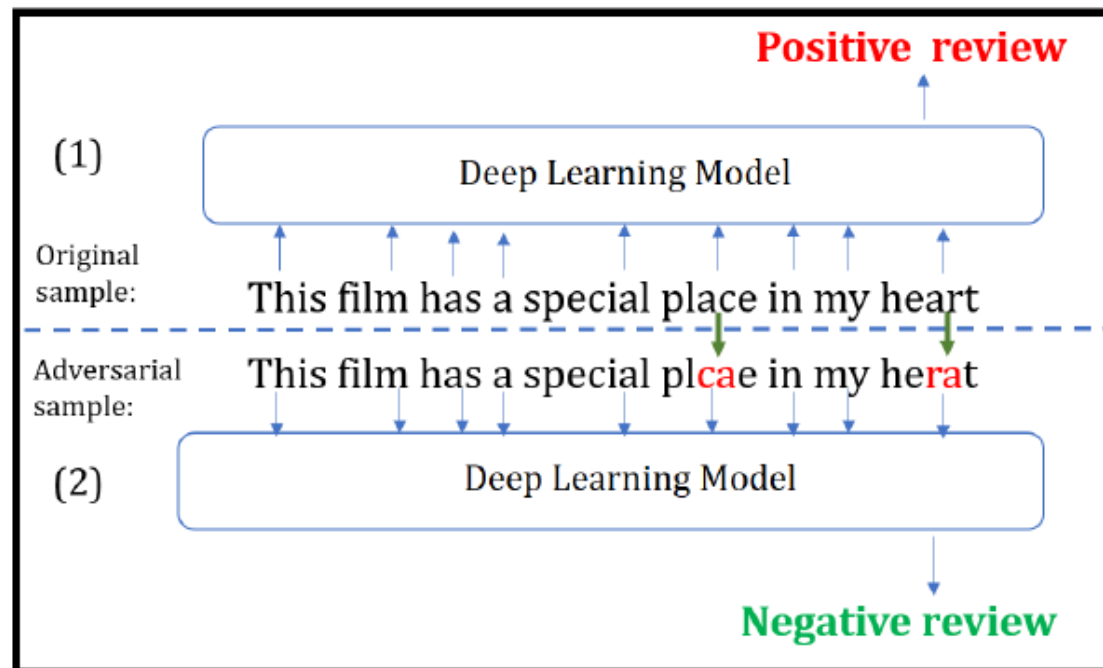 Positive review
(1)
Deep Learning Model
Original
sample:
This film has a special place in my heart
Adversarial
sample:
This film has a special plcae in my herat
(2)
Deep Learning Model
Negative review